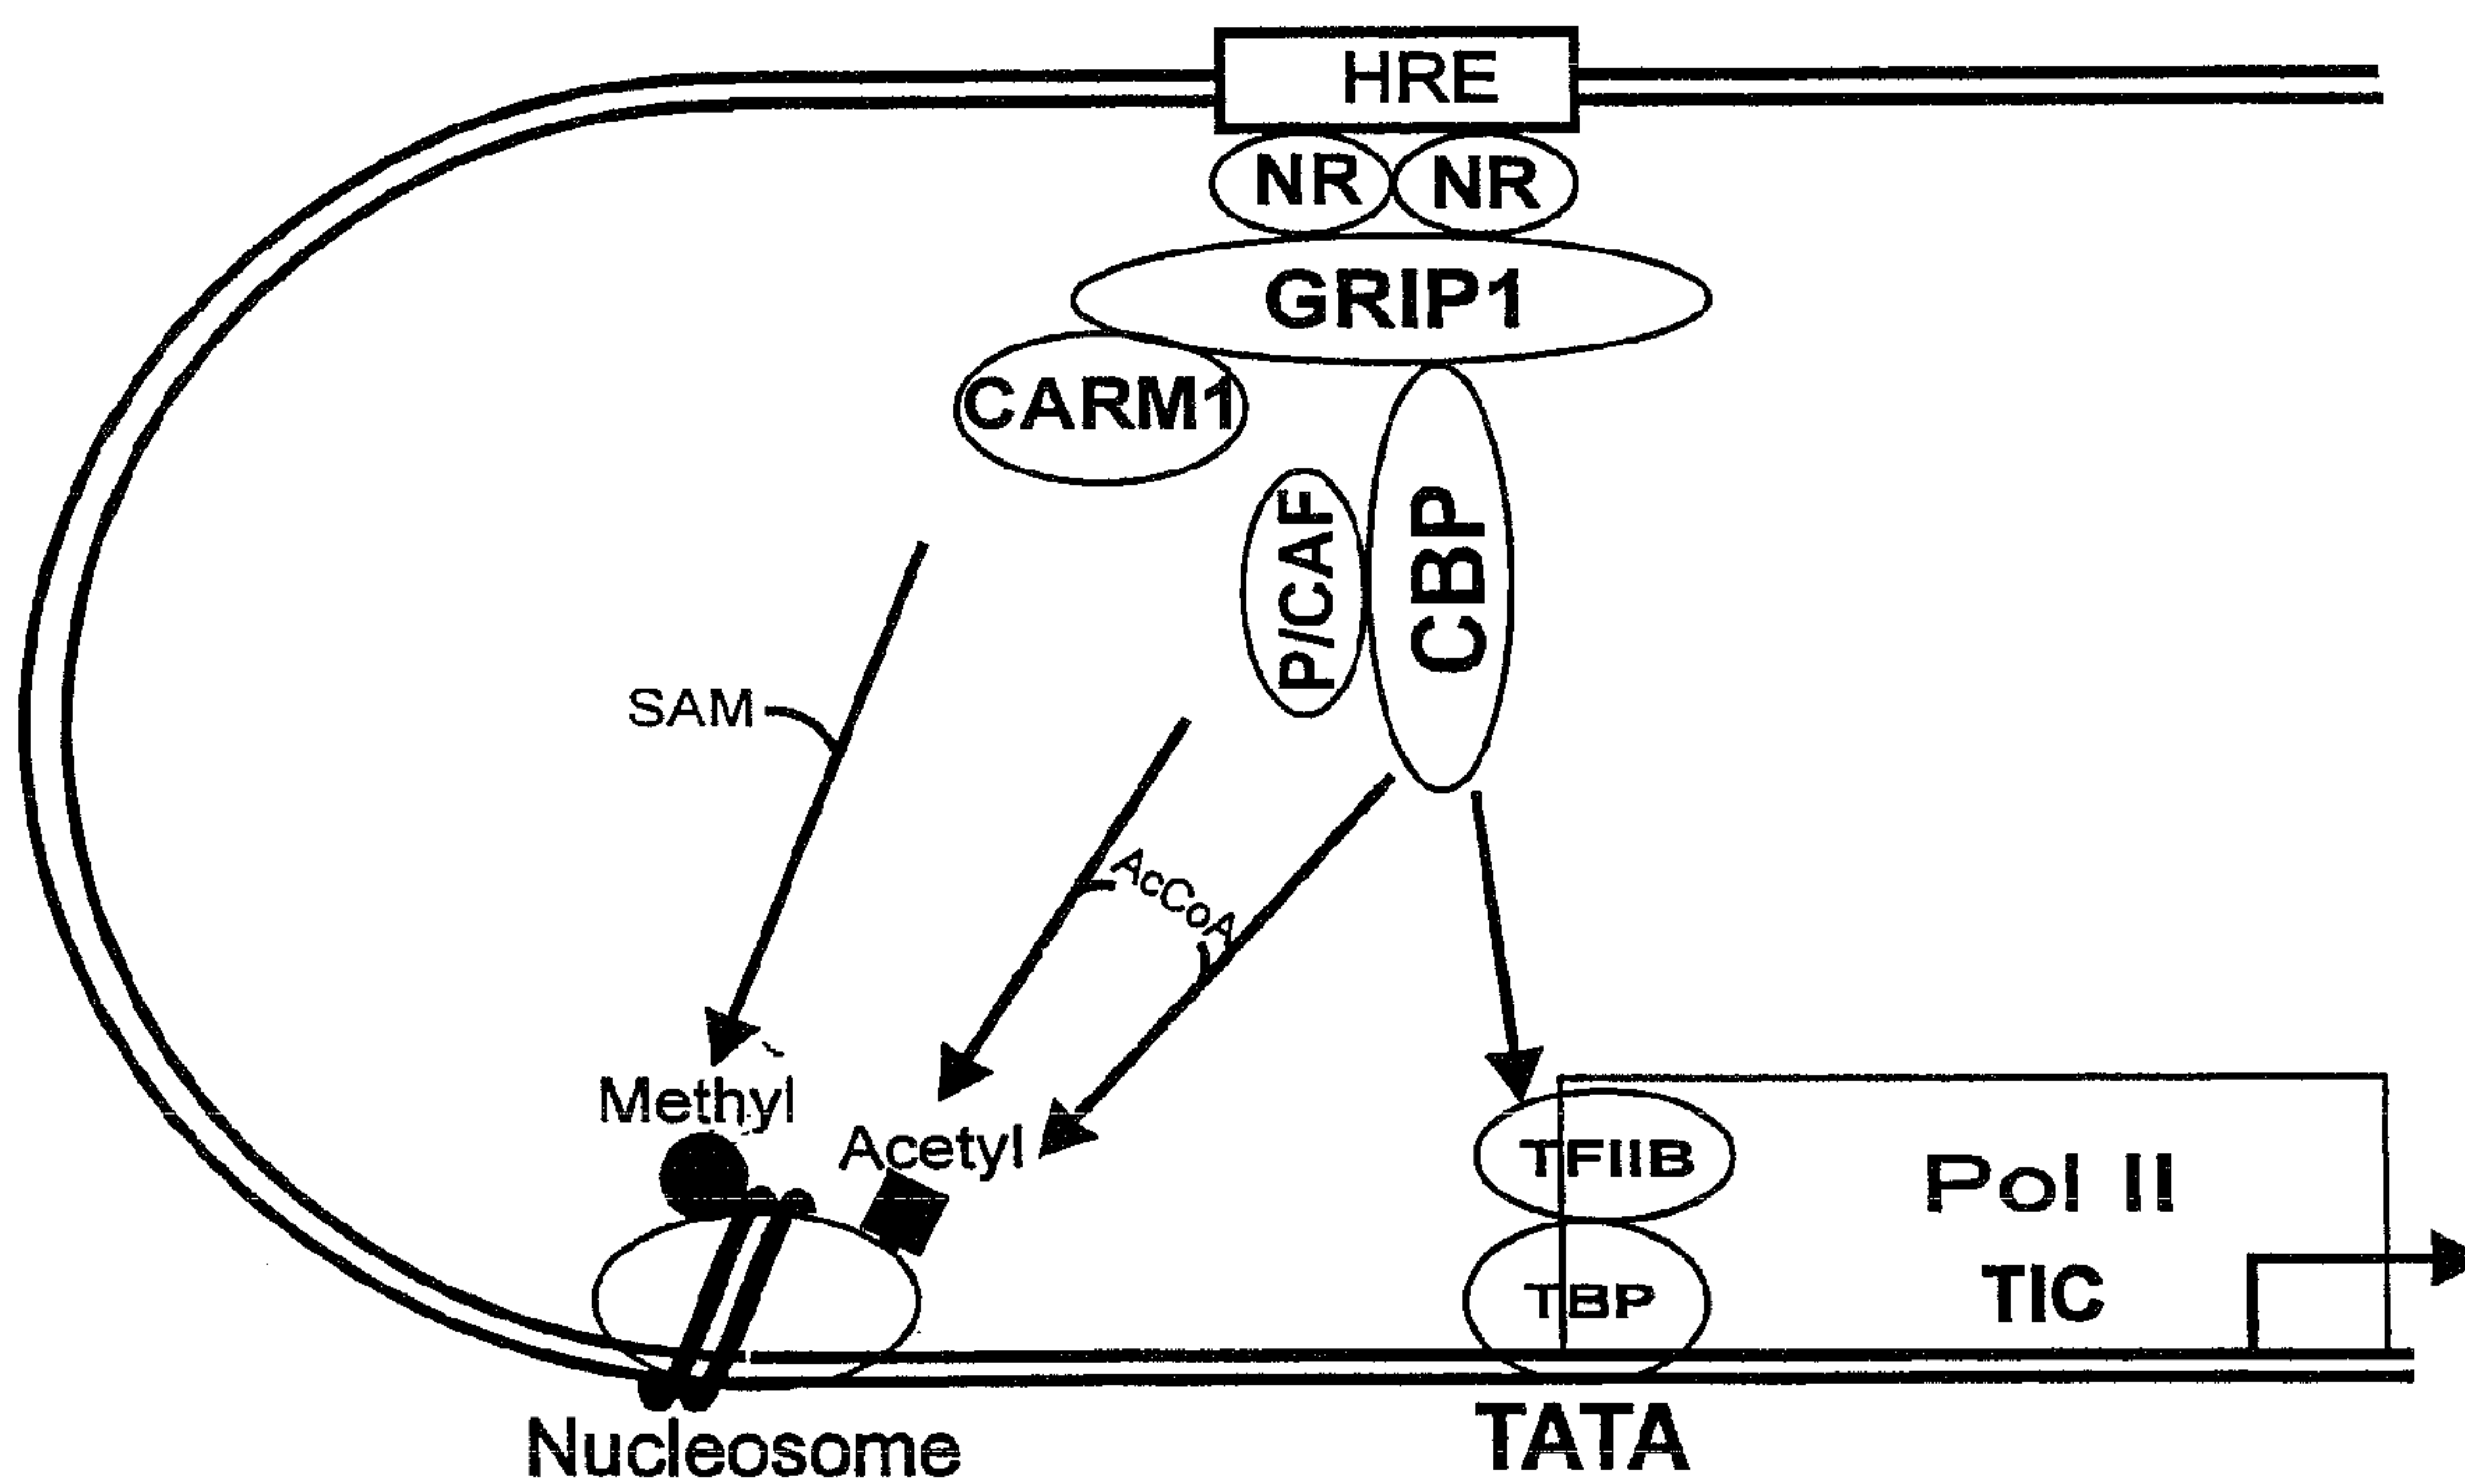 HRE
NR NR
GRIP1
CARM1
P/CAF
CBP
SAM
AcCoA
Methyl
Acetyl
TFIIB
Pol II
TBP
TIC
Nucleosome
TATA